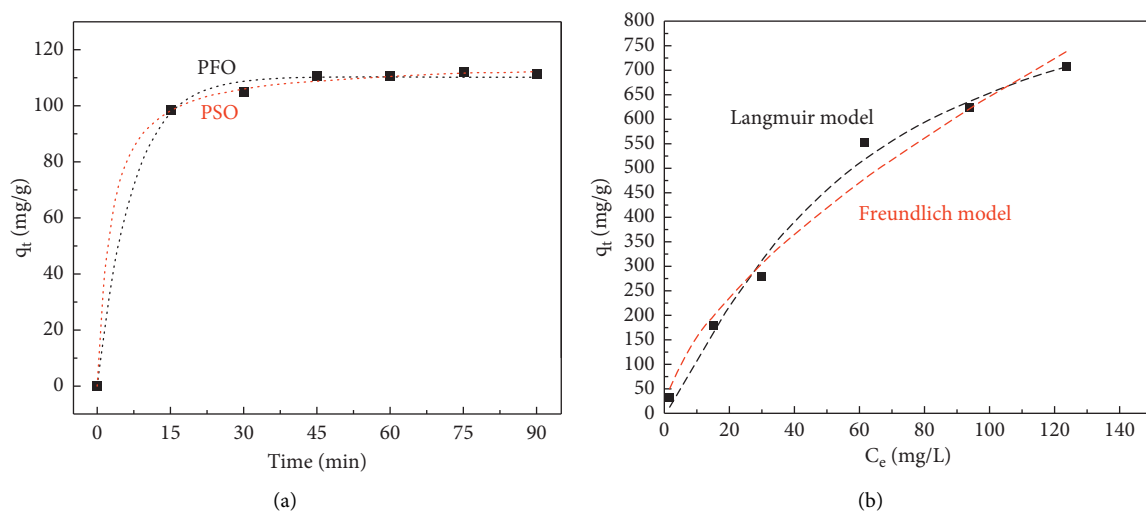 120
100
80
60
40
20
0
q_t (mg/g)
PFO
PSO
0 15 30 45 60 75 90
Time (min)
(a)
800
750
700
650
600
550
500
450
400
350
300
250
200
150
100
50
0
q_t (mg/g)
Langmuir model
Freundlich model
0 20 40 60 80 100 120 140
C_e (mg/L)
(b)